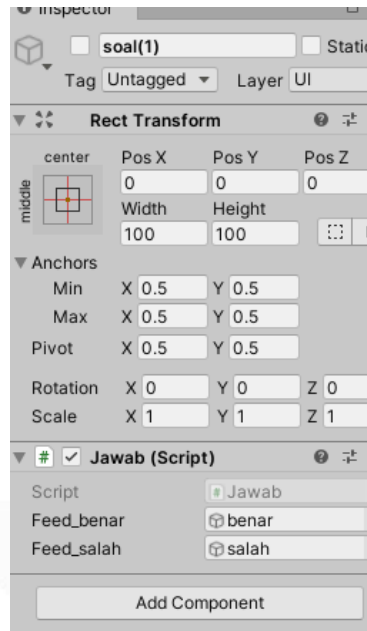 Inspector
soal(1) Static
Tag Untagged Layer UI
Rect Transform
center Pos X Pos Y Pos Z
middle 0 0 0
Width Height
100 100
Anchors
Min X 0.5 Y 0.5
Max X 0.5 Y 0.5
Pivot X 0.5 Y 0.5
Rotation X 0 Y 0 Z 0
Scale X 1 Y 1 Z 1
# Jawab (Script)
Script # Jawab
Feed_benar benar
Feed_salah salah
Add Component